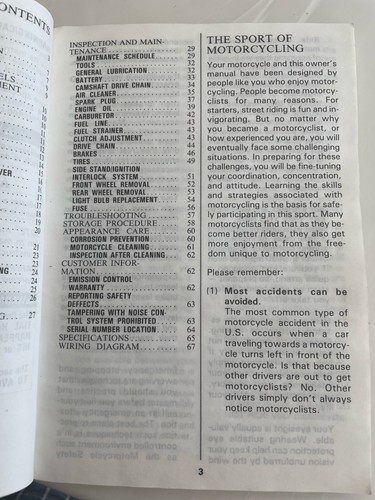 CONTENTS
INSPECTION AND MAIN-
TENANCE 29
MAINTENANCE SCHEDULE 29
TOOLS 32
GENERAL LUBRICATION 32
BATTERY 33
CAMSHAFT DRIVE CHAIN 34
AIR CLEANER 35
SPARK PLUG 37
ENGINE OIL 39
CARBURETOR 42
FUEL LINE 43
FUEL STRAINER 43
CLUTCH ADJUSTMENT 43
DRIVE CHAIN 44
BRAKES 46
TIRES 49
SIDE STAND/IGNITION
INTERLOCK SYSTEM 51
FRONT WHEEL REMOVAL 52
REAR WHEEL REMOVAL 53
LIGHT BULB REPLACEMENT 54
FUSE 56
TROUBLESHOOTING 57
STORAGE PROCEDURE 58
APPEARANCE CARE 60
CORROSION PREVENTION 60
MOTORCYCLE CLEANING 61
INSPECTION AFTER CLEANING 62
CUSTOMER INFOR-
MATION 62
EMISSION CONTROL
WARRANTY 62
REPORTING SAFETY
DEFFECTS 63
TAMPERING WITH NOISE CON-
TROL SYSTEM PROHIBITED 63
SERIAL NUMBER LOCATION 64
SPECIFICATIONS 65
WIRING DIAGRAM 67
THE SPORT OF
MOTORCYCLING
Your motorcycle and this owner's
manual have been designed by
people like you who enjoy motor-
cycling. People become motorcy-
clists for many reasons. For
starters, street riding is fun and in-
vigorating. But no matter why
you became a motorcyclist, or
how experienced you are, you will
eventually face some challenging
situations. In preparing for these
challenges, you will be fine-tuning
your coordination, concentration,
and attitude. Learning the skills
and strategies associated with
motorcycling is the basis for safe-
ly participating in this sport. Many
motorcyclists find that as they be-
come better riders, they also get
more enjoyment from the free-
dom unique to motorcycling.
Please remember:
(1) Most accidents can be
avoided.
The most common type of
motorcycle accident in the
U.S. occurs when a car
traveling towards a motorcy-
cle turns left in front of the
motorcycle. Is that because
other drivers are out to get
motorcyclists? No. Other
drivers simply don't always
notice motorcyclists.
3